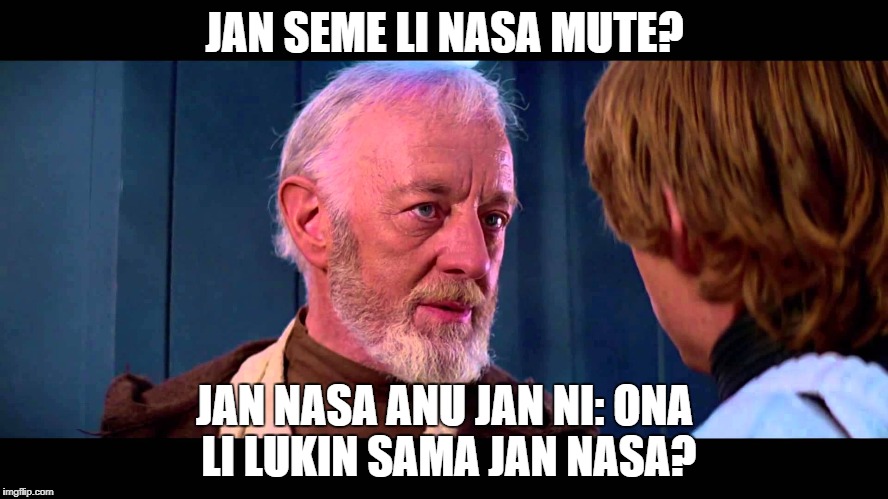 JAN SEME LI NASA MUTE?
JAN NASA ANU JAN NI: ONA
LI LUKIN SAMA JAN NASA?
imgflip.com